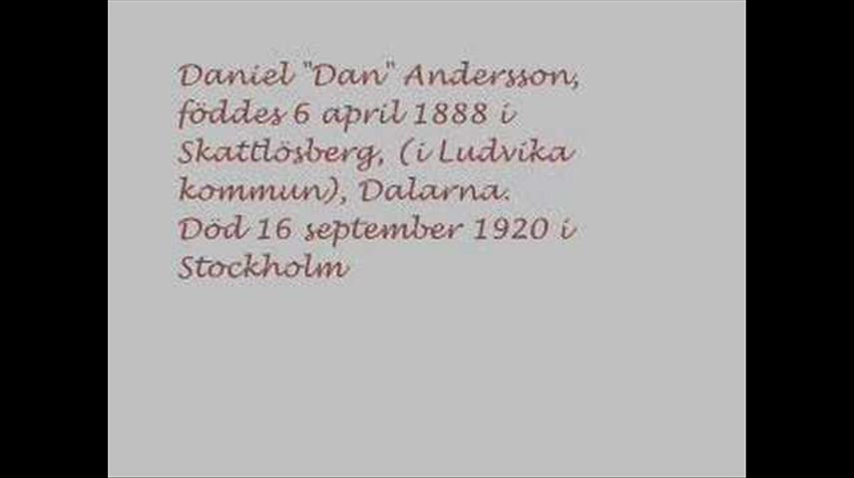 Daniel "Dan" Andersson,
föddes 6 april 1888 i
Skattlösberg, (i Ludvika
kommun), Dalarna.
Död 16 september 1920 i
Stockholm